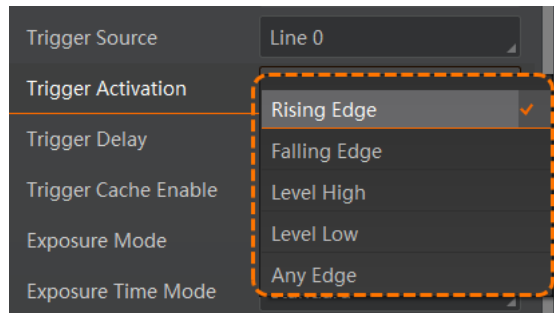 Trigger Source Line 0
Trigger Activation
Rising Edge
Trigger Delay
Falling Edge
Trigger Cache Enable Level High
Exposure Mode Level Low
Any Edge
Exposure Time Mode